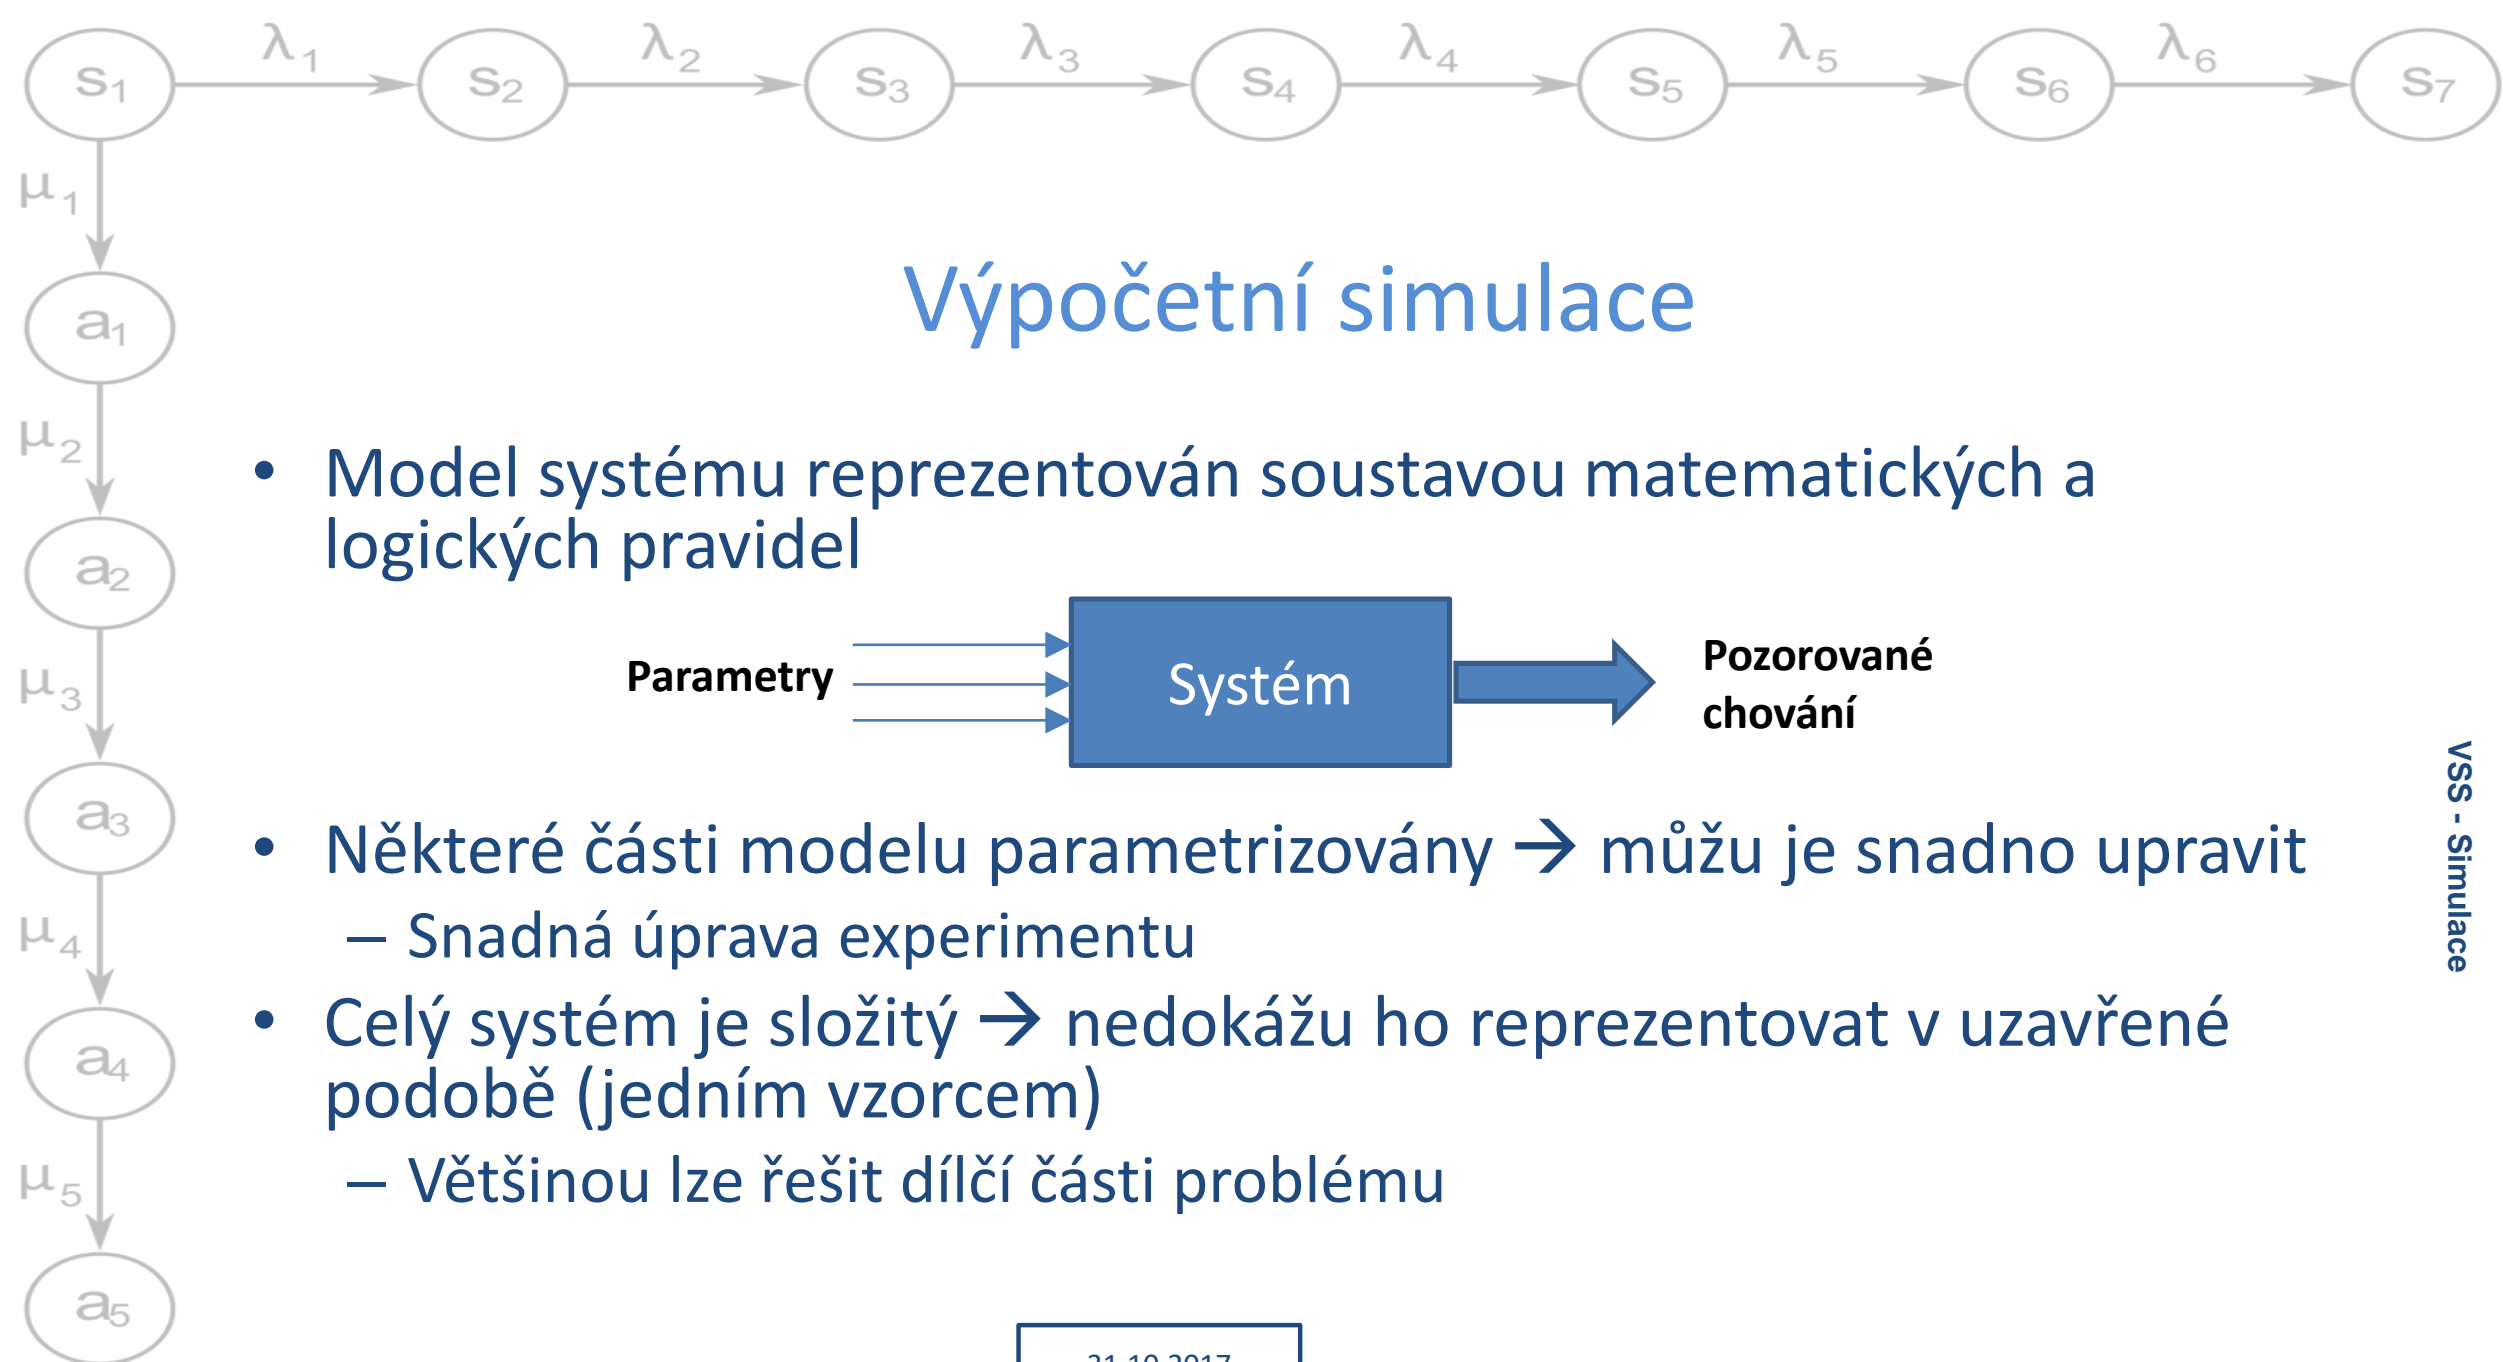 s1 λ1 s2 λ2 s3 λ3 s4 λ4 s5 λ5 s6 λ6 s7
μ1
a1
μ2
a2
μ3
a3
μ4
a4
μ5
a5
Výpočetní simulace
• Model systému reprezentován soustavou matematických a
logických pravidel
Parametry
Systém
Pozorované
chování
• Některé části modelu parametrizovány → můžu je snadno upravit
– Snadná úprava experimentu
• Celý systém je složitý → nedokážu ho reprezentovat v uzavřené
podobě (jedním vzorcem)
– Většinou lze řešit dílčí části problému
VSS - Simulace
31.10.2017